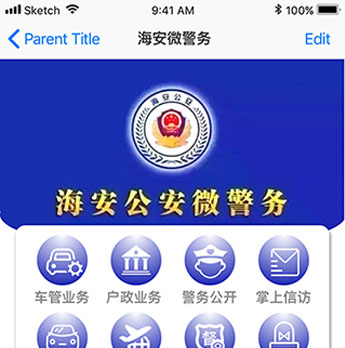 Sketch 9:41 AM 100%
Parent Title 海安微警务 Edit
海安公安
海安公安微警务
车管业务 户政业务 警务公开 掌上信访
督